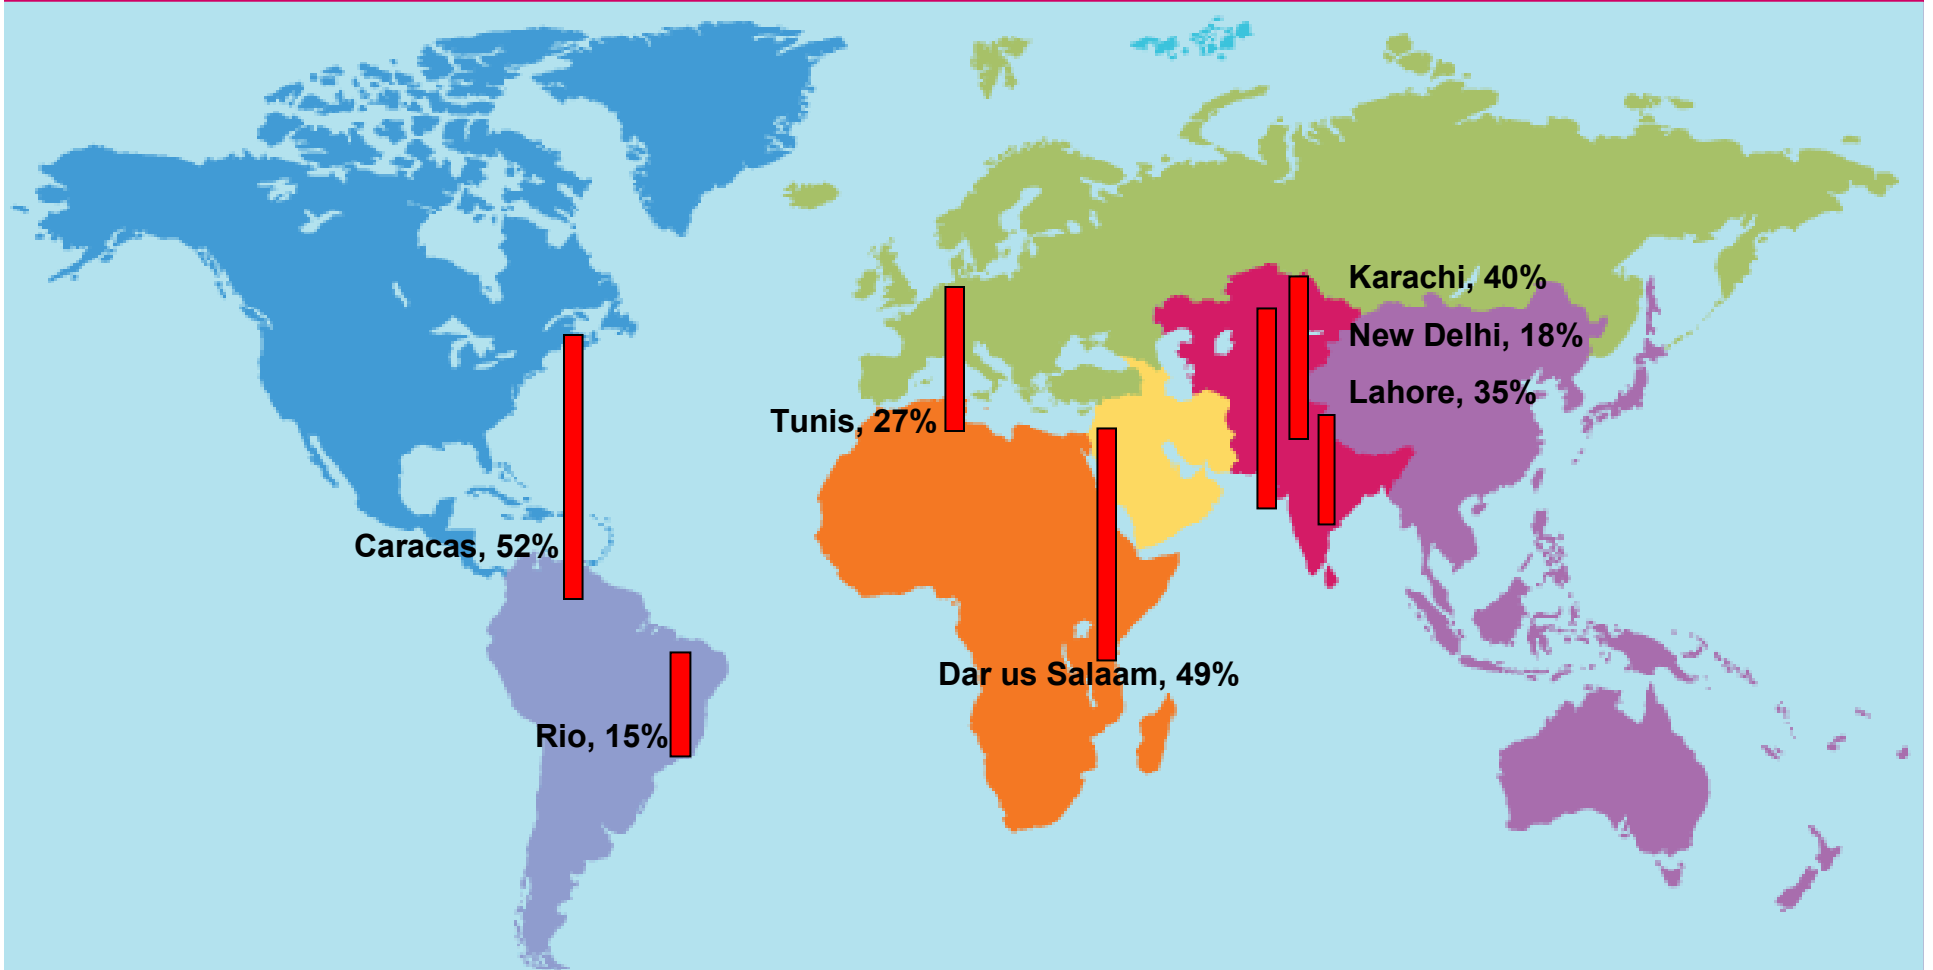 Karachi, 40%
New Delhi, 18%
Lahore, 35%
Tunis, 27%
Caracas, 52%
Dar us Salaam, 49%
Rio, 15%